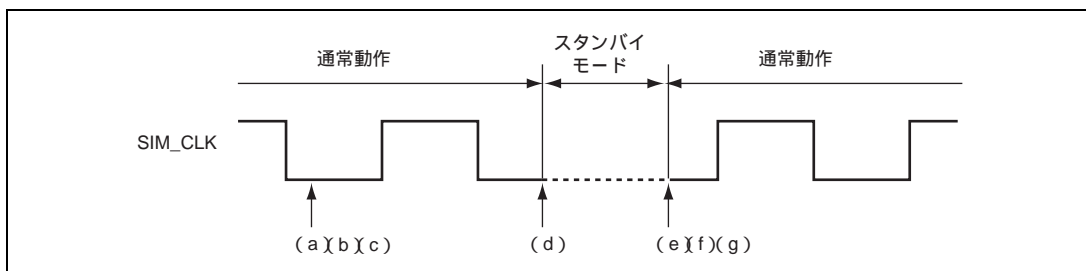 通常動作
スタンバイ
モード
通常動作
SIM_CLK
(a)(b)(c)
(d)
(e)(f)(g)